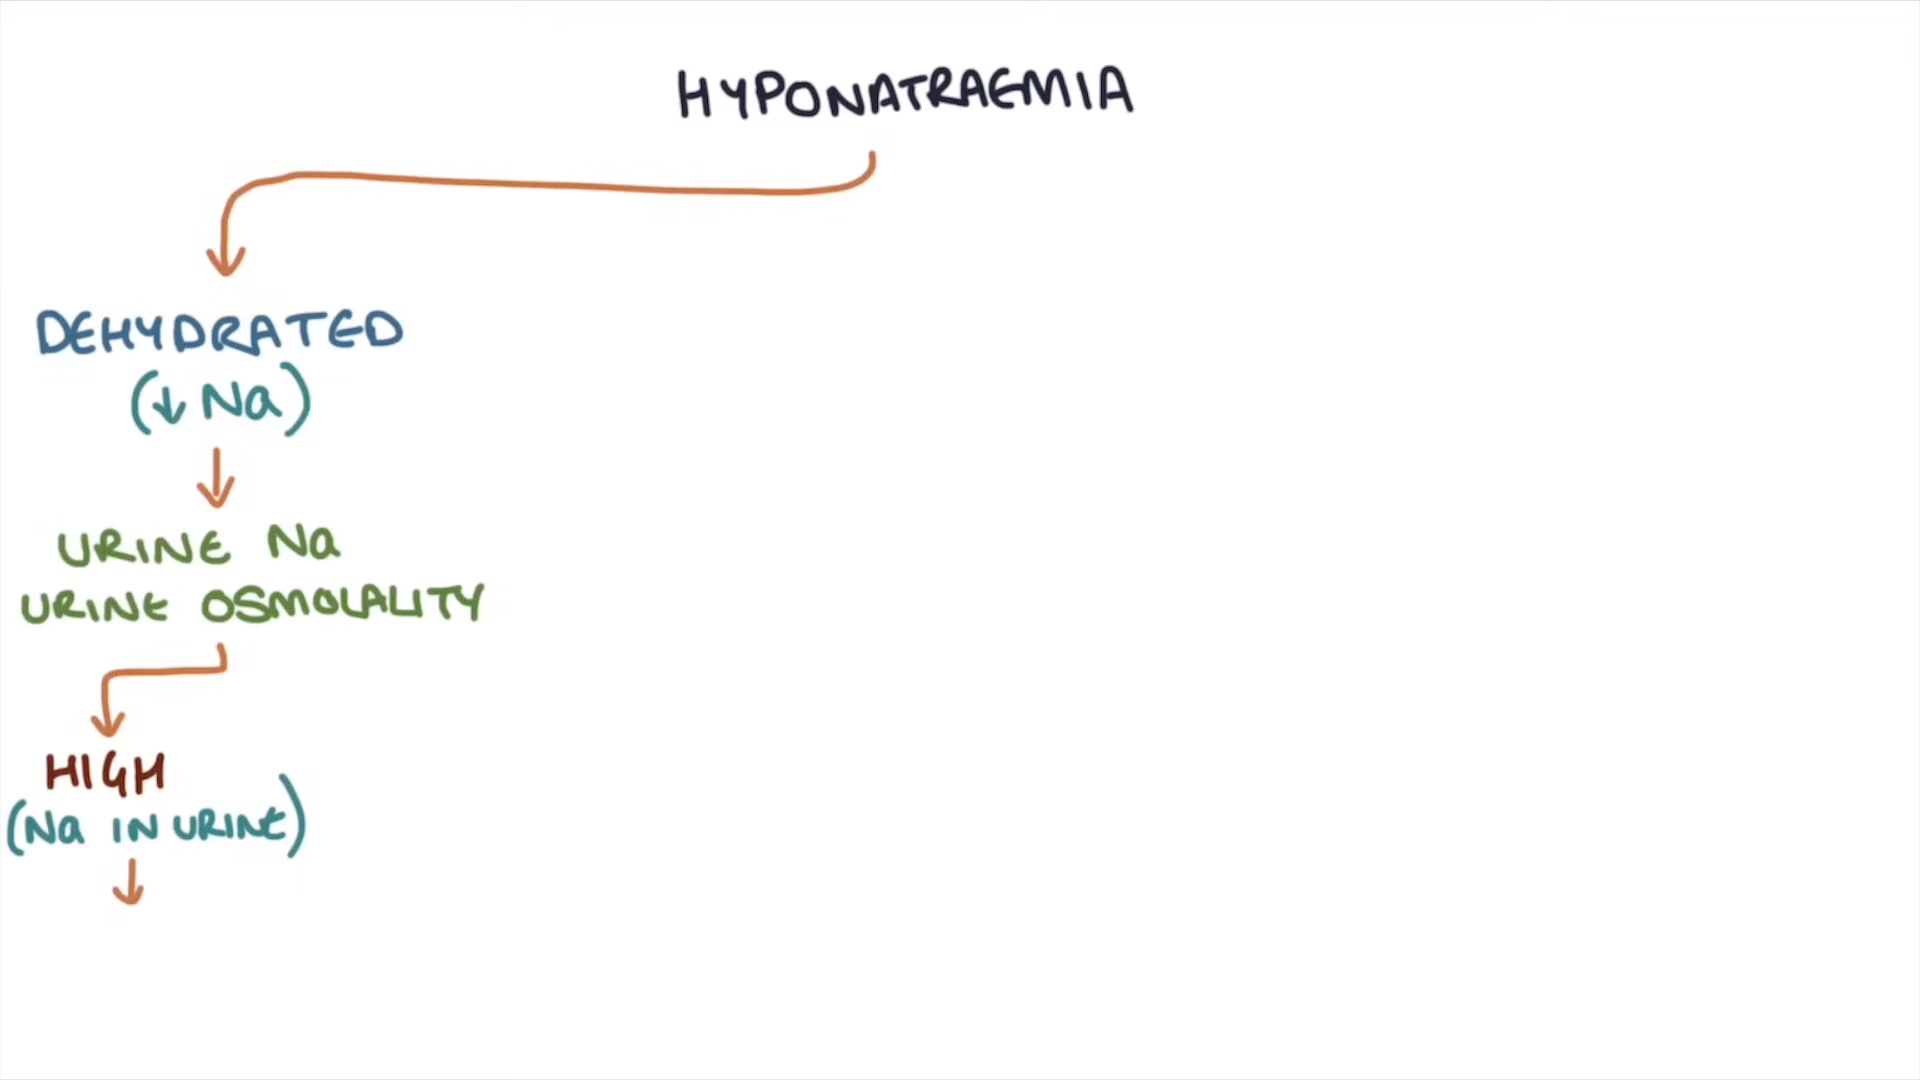 HYPONATRAEMIA
DEHYDRATED
(↓ Na)
URINE Na
URINE OSMOLALITY
HIGH
(Na IN URINE)